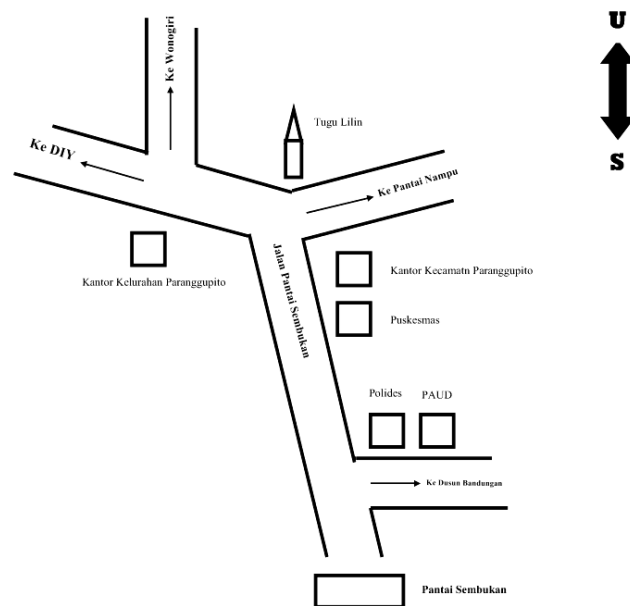 U
S
Ke Wonogiri
Tugu Lilin
Ke DIY
Ke Pantai Nampu
Kantor Kelurahan Paranggupito
Jalan Pantai Sembukan
Kantor Kecamatn Paranggupito
Puskesmas
Polides
PAUD
Ke Dusun Bandungan
Pantai Sembukan